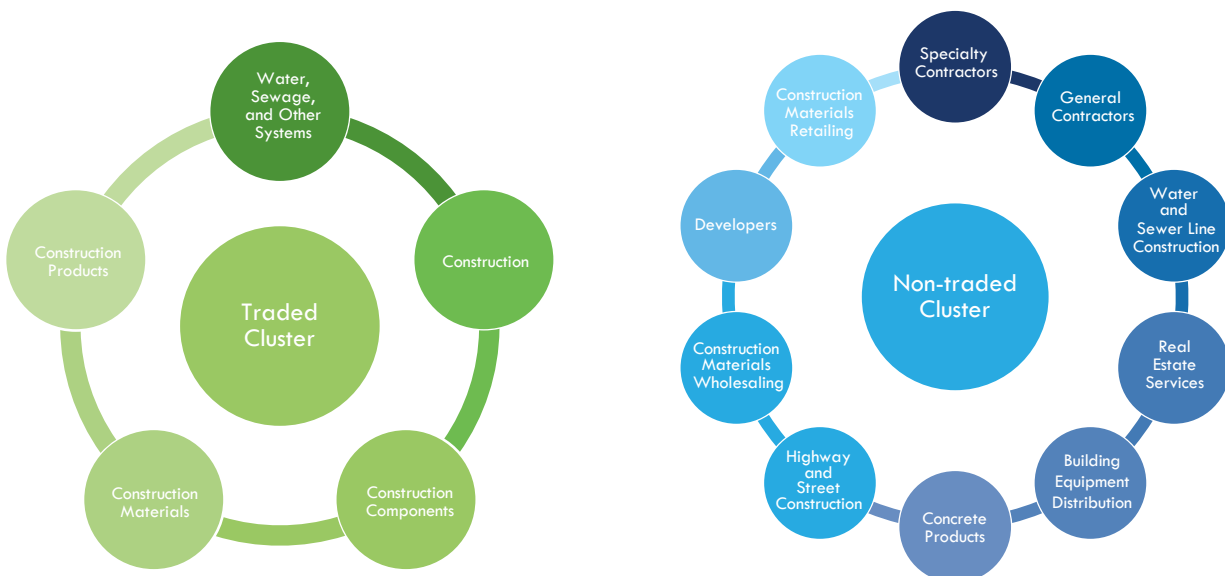 Water,
Sewage,
and Other
Systems
Construction
Construction
Components
Construction
Materials
Construction
Products
Traded
Cluster
Specialty
Contractors
General
Contractors
Water
and
Sewer Line
Construction
Real
Estate
Services
Building
Equipment
Distribution
Concrete
Products
Highway
and
Street
Construction
Construction
Materials
Wholesaling
Developers
Construction
Materials
Retailing
Non-traded
Cluster